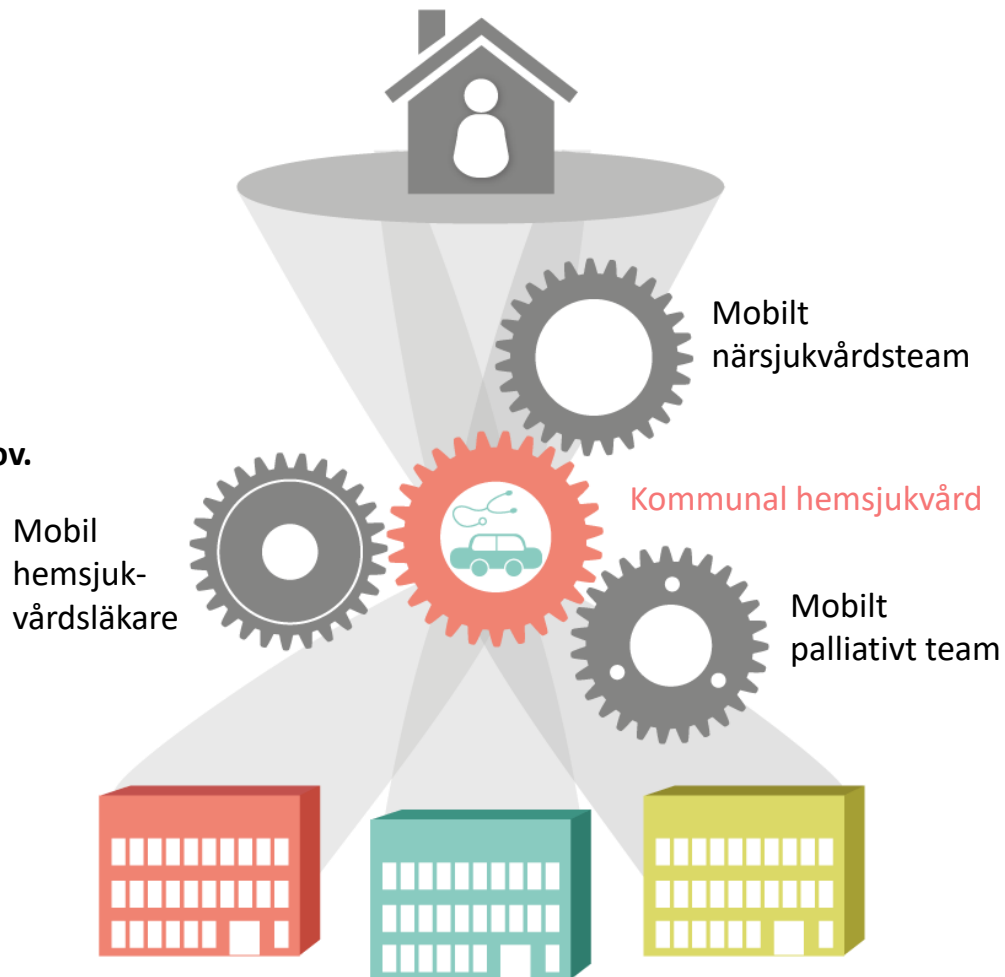 Mobilt
närsjukvårdsteam
ov.
Kommunal hemsjukvård
Mobil
hemsjuk-
vårdsläkare
Mobilt
palliativt team